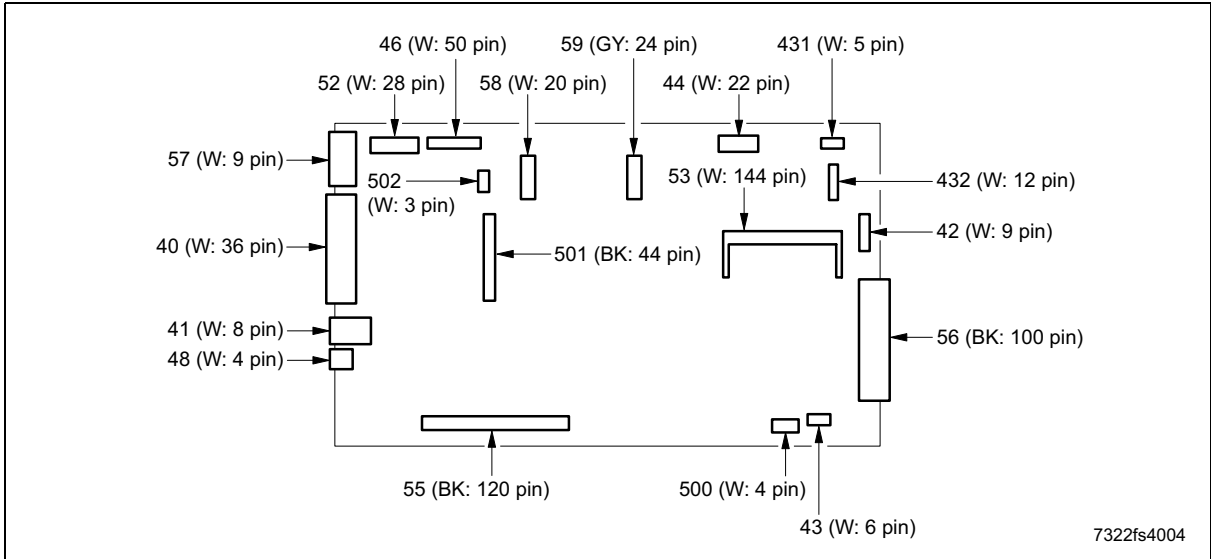 46 (W: 50 pin)
59 (GY: 24 pin)
431 (W: 5 pin)
52 (W: 28 pin)
58 (W: 20 pin)
44 (W: 22 pin)
57 (W: 9 pin)
502
(W: 3 pin)
53 (W: 144 pin)
432 (W: 12 pin)
40 (W: 36 pin)
501 (BK: 44 pin)
42 (W: 9 pin)
41 (W: 8 pin)
56 (BK: 100 pin)
48 (W: 4 pin)
55 (BK: 120 pin)
500 (W: 4 pin)
43 (W: 6 pin)
7322fs4004